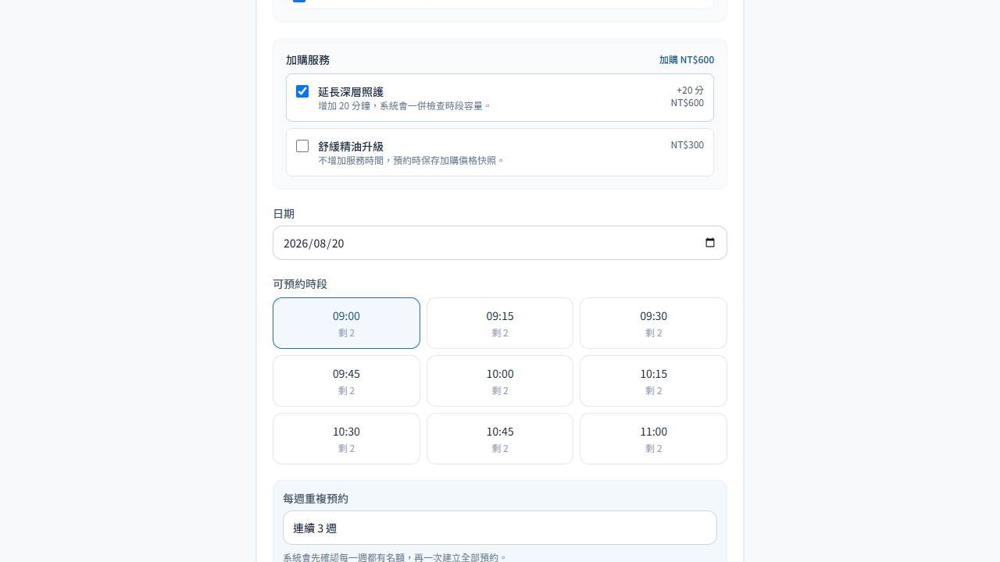 加購服務
加購 NT$600
延長深層照護
+20 分
增加 20 分鐘，系統會一併檢查時段容量。
NT$600
舒緩精油升級
NT$300
不增加服務時間，預約時保存加購價格快照。
日期
2026/08/20
可預約時段
09:00
剩 2
09:15
剩 2
09:30
剩 2
09:45
剩 2
10:00
剩 2
10:15
剩 2
10:30
剩 2
10:45
剩 2
11:00
剩 2
每週重複預約
連續 3 週
系統會先確認每一週都有名額，再一次建立全部預約。